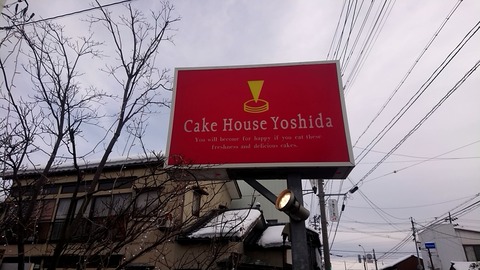 Cake House Yoshida
You will become for happy if you eat these
freshness and delicious cakes.